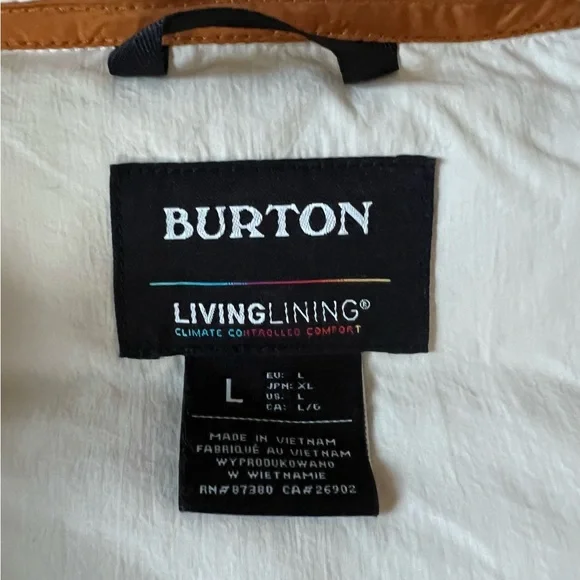 BURTON
LIVINGLINING®
CLIMATE CONTROLLED COMFORT
L
EU: L
JPN: XL
US: L
CA: L/G
MADE IN VIETNAM
FABRIQUÉ AU VIETNAM
WYPRODUKOWANO
W WIETNAMIE
RN#87380 CA#26902